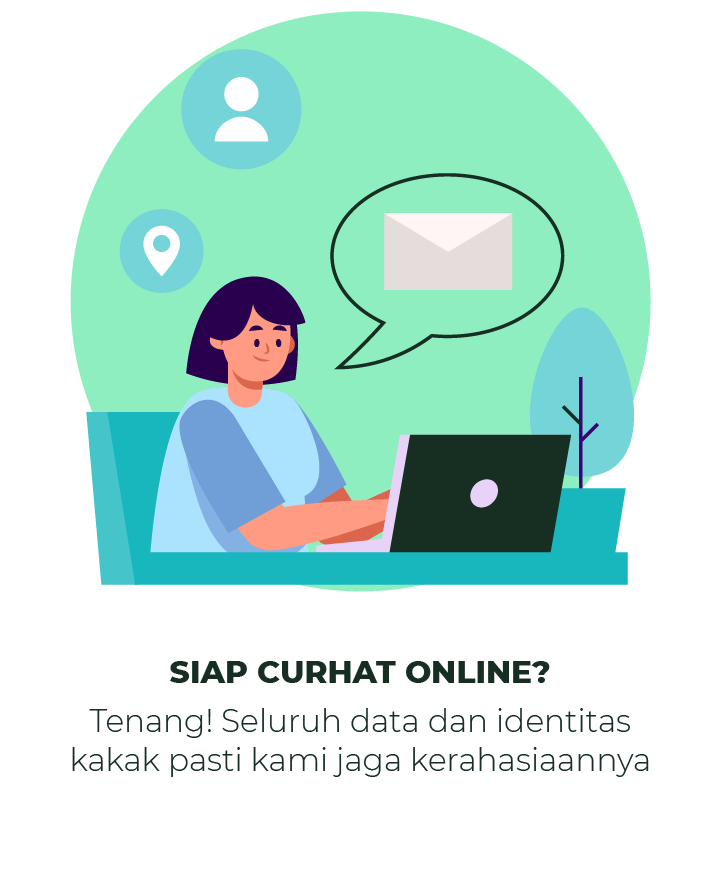 SIAP CURHAT ONLINE?
Tenang! Seluruh data dan identitas
kakak pasti kami jaga kerahasiaannya